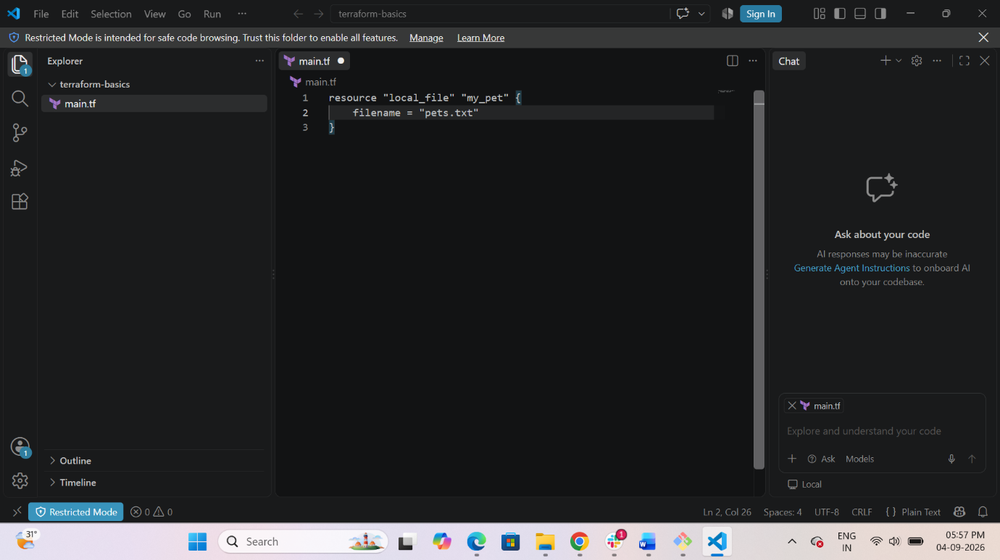 File Edit Selection View Go Run ··· terraform-basics Sign In
Restricted Mode is intended for safe code browsing. Trust this folder to enable all features. Manage Learn More
Explorer
1
terraform-basics
main.tf
Outline
Timeline
1
main.tf
main.tf
1 resource "local_file" "my_pet" {
2 filename = "pets.txt"
3 }
Chat
Ask about your code
AI responses may be inaccurate
Generate Agent Instructions to onboard AI
onto your codebase.
main.tf
Explore and understand your code
Ask Models
Local
Restricted Mode 0 0 Ln 2, Col 26 Spaces: 4 UTF-8 CRLF { } Plain Text
31°
Search
1
ENG
IN
05:57 PM
04-09-2026